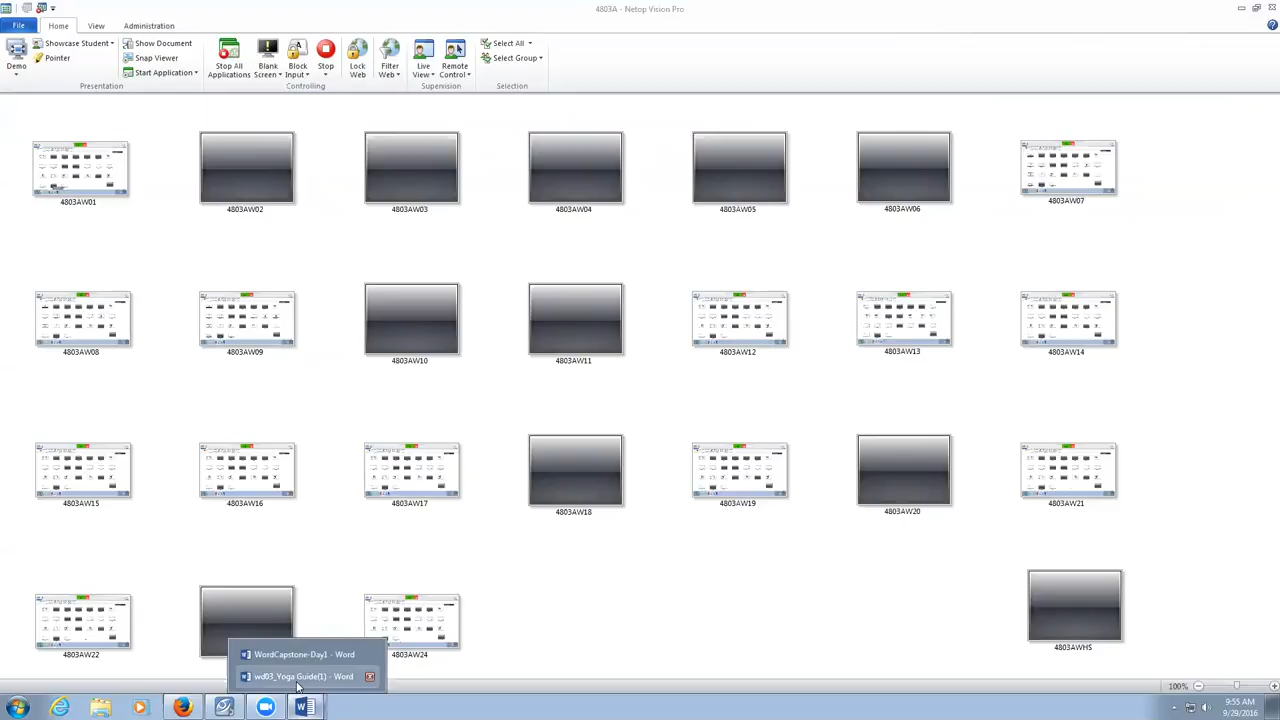 4803A - Netop Vision Pro
File Home View Administration
Demo
Showcase Student
Pointer
Show Document
Snap Viewer
Start Application
Stop All Applications
Blank Screen
Block Input
Stop
Lock Web
Filter Web
Live View
Remote Control
Select All
Select Group
Presentation Controlling Supervision Selection
4803AW01 4803AW02 4803AW03 4803AW04 4803AW05 4803AW06 4803AW07
4803AW08 4803AW09 4803AW10 4803AW11 4803AW12 4803AW13 4803AW14
4803AW15 4803AW16 4803AW17 4803AW18 4803AW19 4803AW20 4803AW21
4803AW22 4803AW24 4803AWHS
WordCapstone-Day1 - Word
wd03_Yoga Guide(1) - Word
100%
9:55 AM
9/29/2016